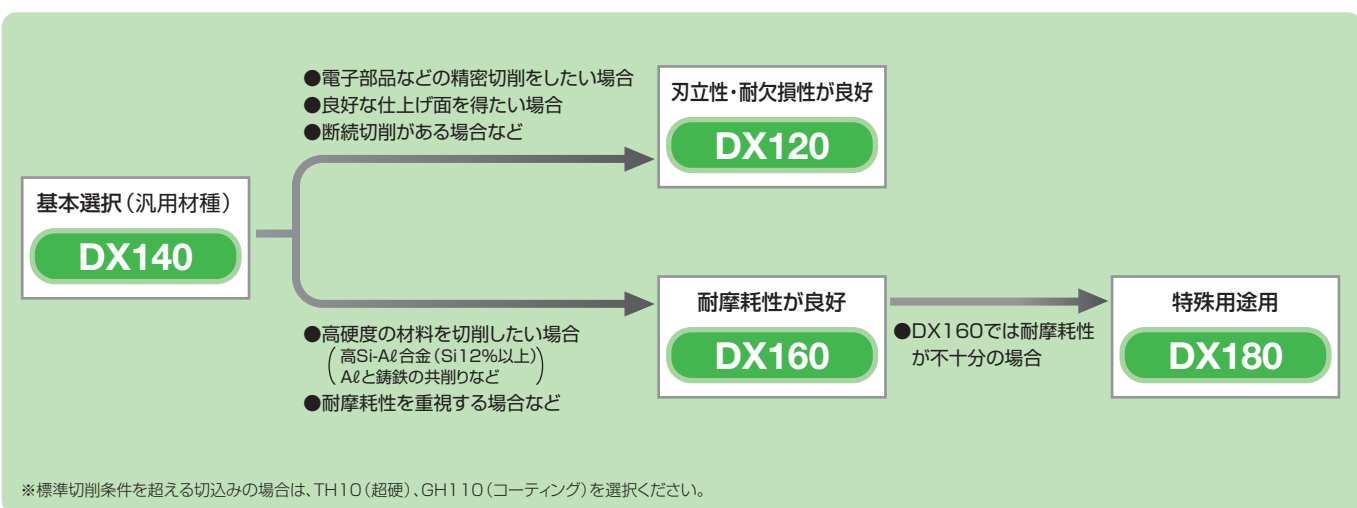 ●電子部品などの精密切削をしたい場合
●良好な仕上げ面を得たい場合
●断続切削がある場合など
刃立性・耐欠損性が良好
DX120
基本選択（汎用材種）
DX140
●高硬度の材料を切削したい場合
（高Si-Aℓ合金（Si12%以上）
Aℓと鋳鉄の共削りなど）
●耐摩耗性を重視する場合など
耐摩耗性が良好
DX160
●DX160では耐摩耗性
が不十分の場合
特殊用途用
DX180
※標準切削条件を超える切込みの場合は、TH10（超硬）、GH110（コーティング）を選択ください。